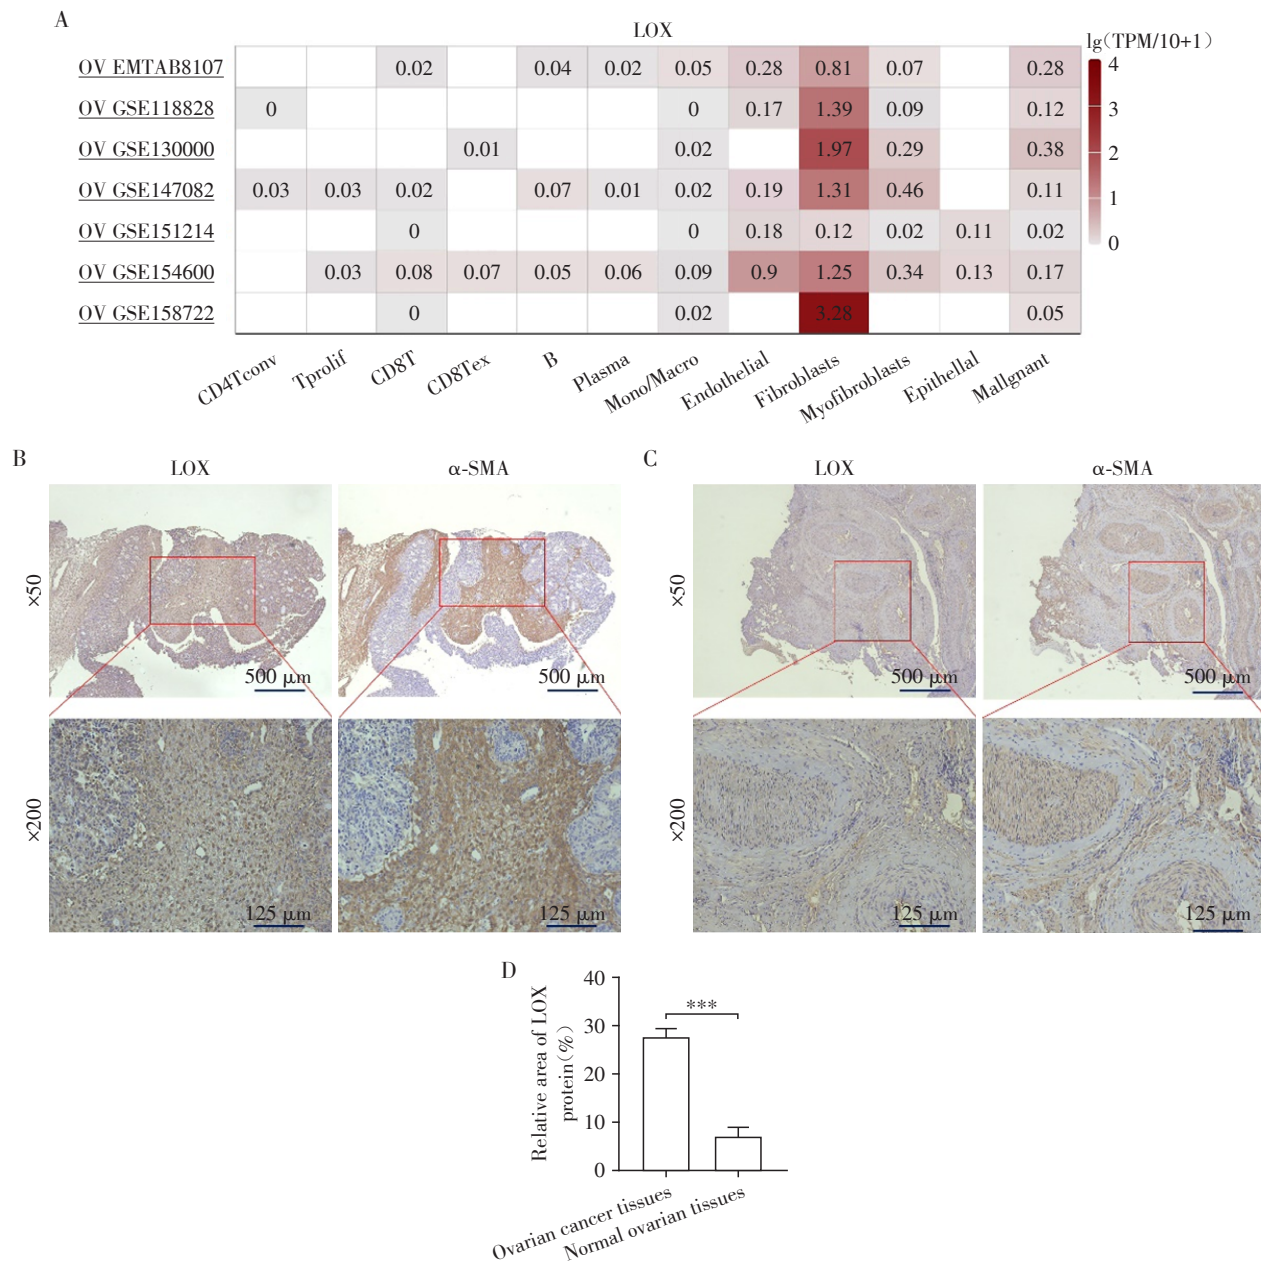 A
LOX
lg(TPM/10+1)
OV EMTAB8107 0.02 0.04 0.02 0.05 0.28 0.81 0.07 0.28
OV GSE118828 0 0 0.17 1.39 0.09 0.12
OV GSE130000 0.01 0.02 1.97 0.29 0.38
OV GSE147082 0.03 0.03 0.02 0.07 0.01 0.02 0.19 1.31 0.46 0.11
OV GSE151214 0 0 0.18 0.12 0.02 0.11 0.02
OV GSE154600 0.03 0.08 0.07 0.05 0.06 0.09 0.9 1.25 0.34 0.13 0.17
OV GSE158722 0 0.02 3.28 0.05
4
3
2
1
0
CD4Tconv Tprolif CD8T CD8Tex B Plasma Mono/Macro Endothelial Fibroblasts Myofibroblasts Epithellal Mallgnant
B
LOX α-SMA
×50
500 μm 500 μm
×200
125 μm 125 μm
C
LOX α-SMA
×50
500 μm 500 μm
×200
125 μm 125 μm
D
Relative area of LOX
protein(%)
40
30
20
10
0
***
Ovarian cancer tissues
Normal ovarian tissues